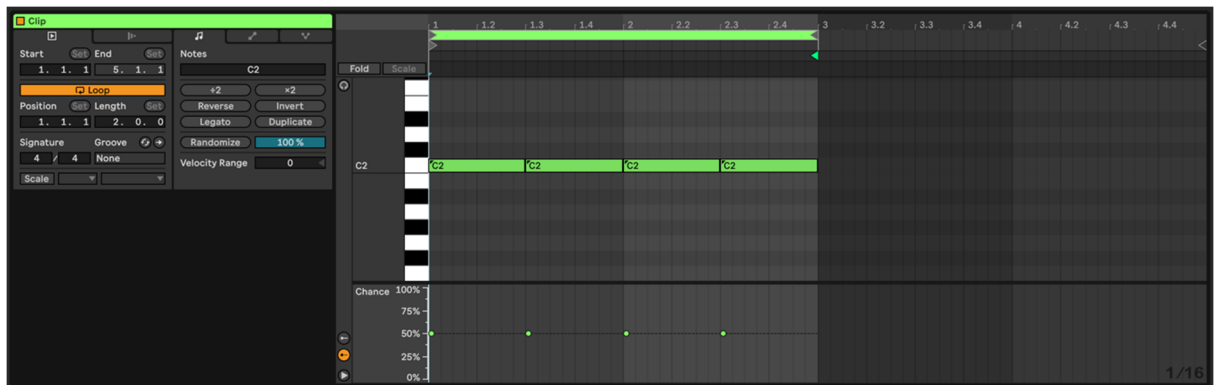 Clip
Start Set End Set
1. 1. 1 5. 1. 1
Loop
Position Set Length Set
1. 1. 1 2. 0. 0
Signature Groove
4 / 4 None
Scale
Notes
C2
÷2 ×2
Reverse Invert
Legato Duplicate
Randomize 100 %
Velocity Range 0
1 1.2 1.3 1.4 2 2.2 2.3 2.4 3 3.2 3.3 3.4 4 4.2 4.3 4.4
Fold Scale
C2 C2 C2 C2 C2
Chance 100%
75%
50%
25%
0%
1/16